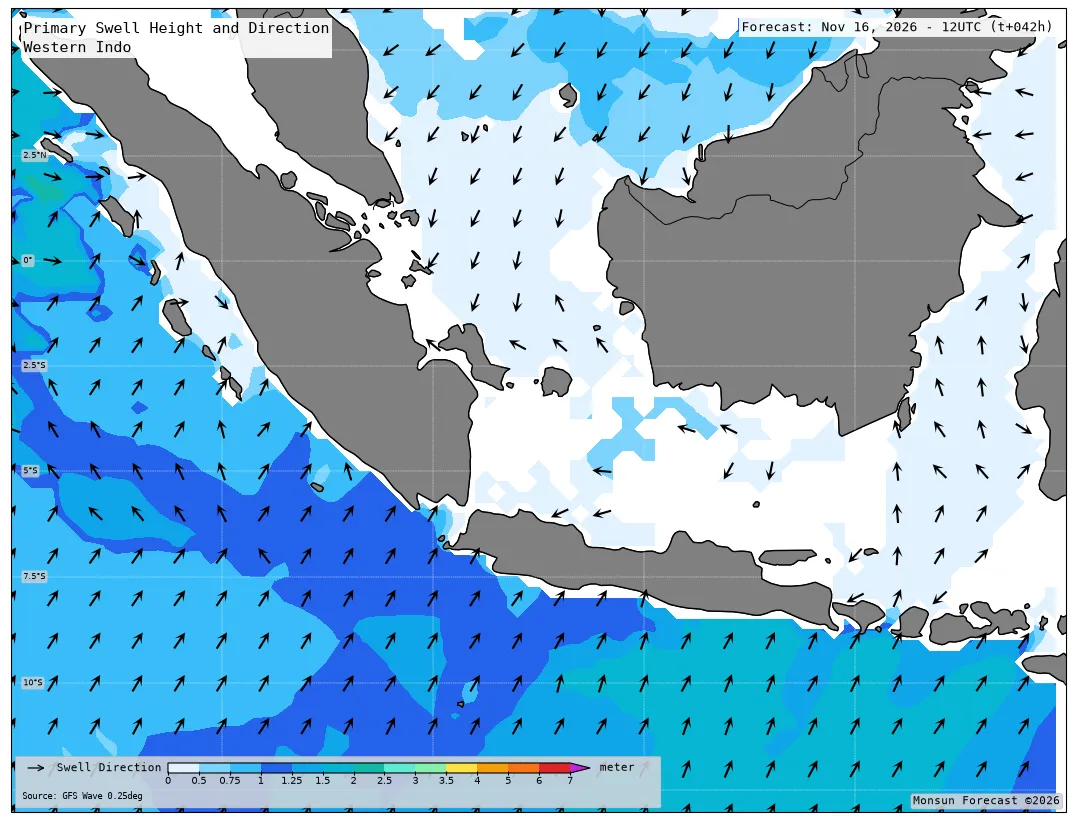 Primary Swell Height and Direction
Western Indo
Forecast: Nov 16, 2026 - 12UTC (t+042h)
2.5°N
0°
2.5°S
5°S
7.5°S
10°S
Swell Direction
0 0.5 0.75 1 1.25 1.5 2 2.5 3 3.5 4 5 6 7
meter
Source: GFS Wave 0.25deg
Monsun Forecast ©2026